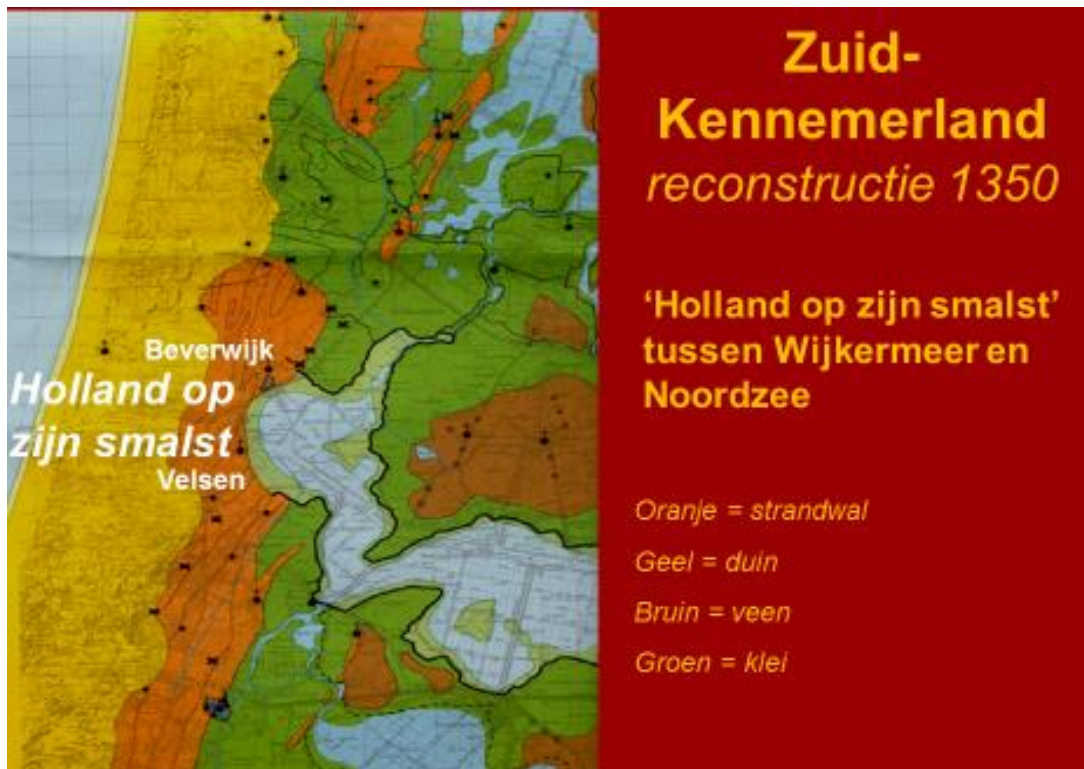 Zuid-
Kennemerland
reconstructie 1350
‘Holland op zijn smalst’
tussen Wijkermeer en
Noordzee
Oranje = strandwal
Geel = duin
Bruin = veen
Groen = klei
Beverwijk
Holland op
zijn smalst
Velsen